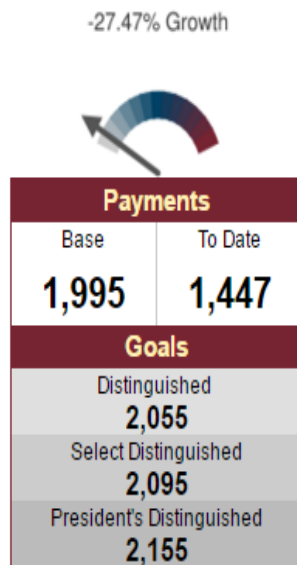 -27.47% Growth
Payments
Base To Date
1,995 1,447
Goals
Distinguished
2,055
Select Distinguished
2,095
President's Distinguished
2,155